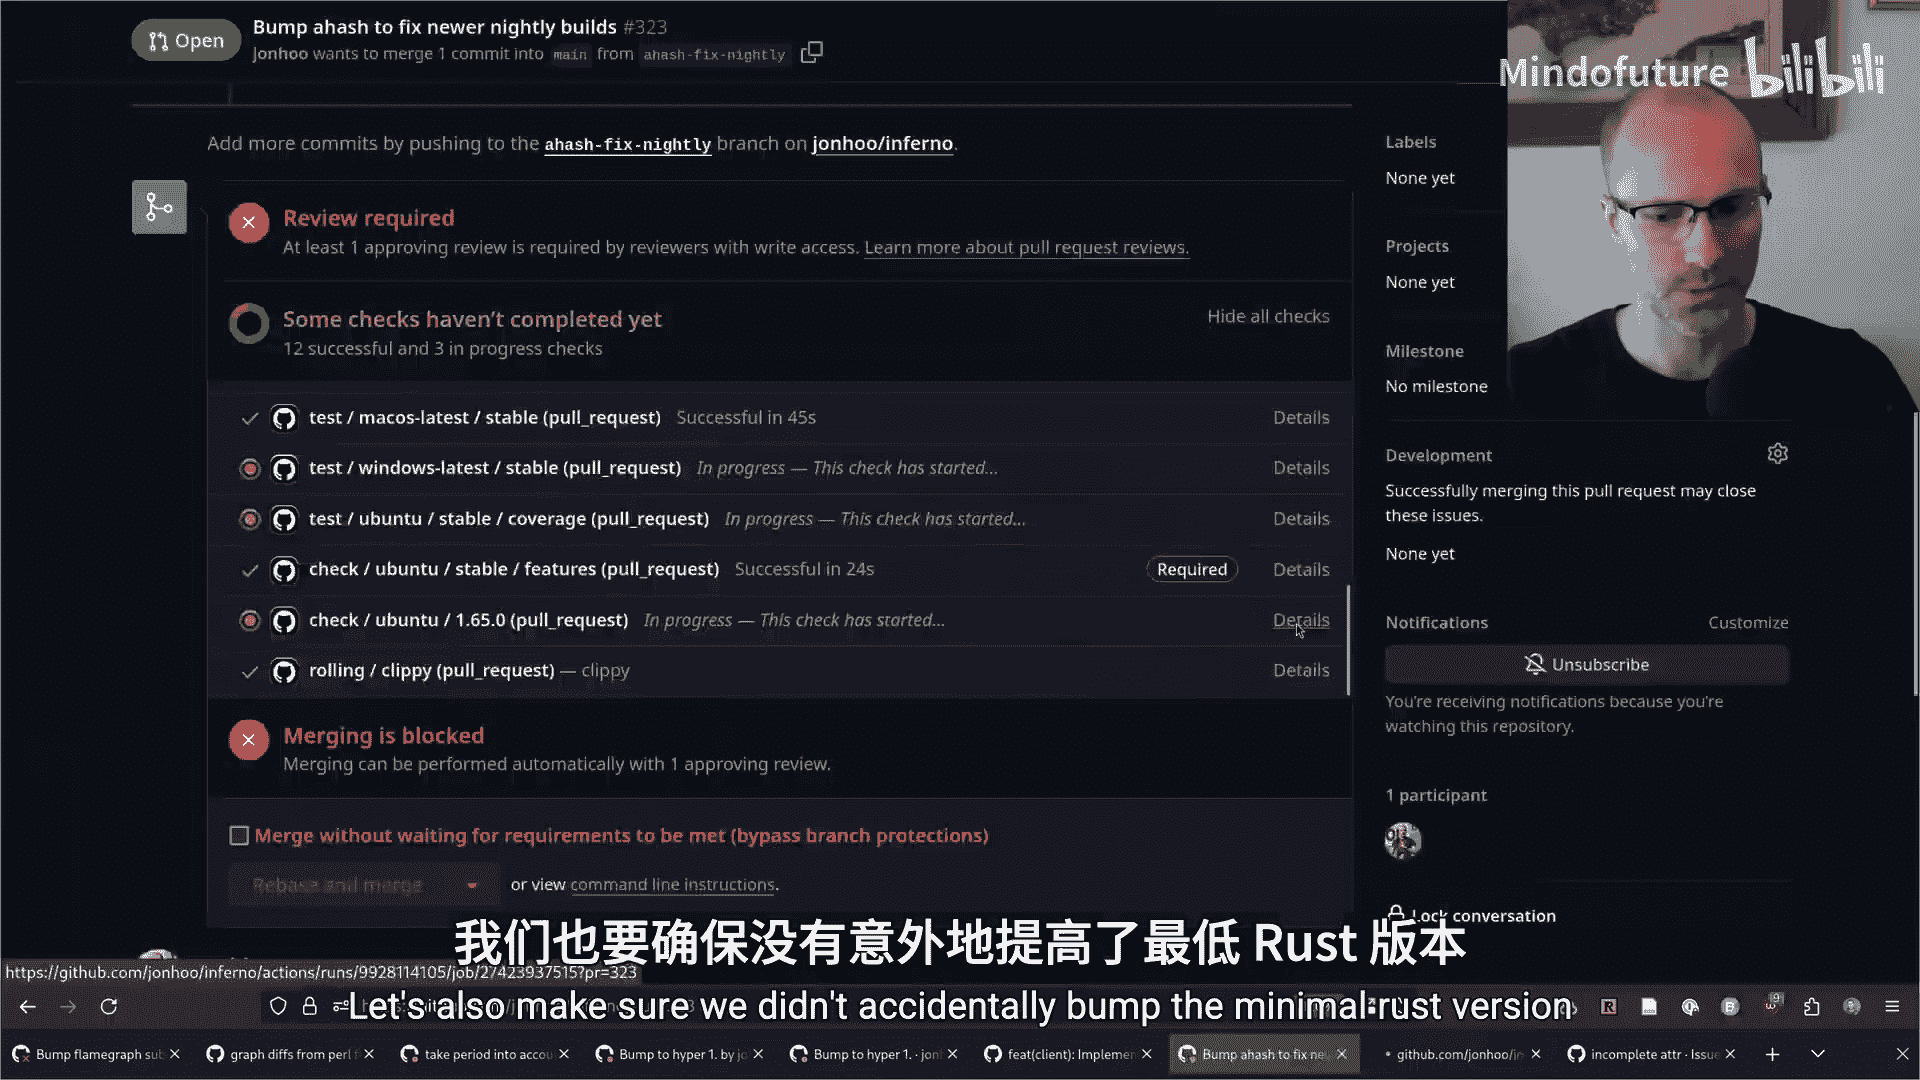 Open
Bump ahash to fix newer nightly builds #323
Jonhoo wants to merge 1 commit into main from ahash-fix-nightly
Mindofuture bilibili
Add more commits by pushing to the ahash-fix-nightly branch on jonhoo/inferno.
Review required
At least 1 approving review is required by reviewers with write access. Learn more about pull request reviews.
Some checks haven't completed yet
Hide all checks
12 successful and 3 in progress checks
test / macos-latest / stable (pull_request) Successful in 45s Details
test / windows-latest / stable (pull_request) In progress — This check has started... Details
test / ubuntu / stable / coverage (pull_request) In progress — This check has started... Details
check / ubuntu / stable / features (pull_request) Successful in 24s Required Details
check / ubuntu / 1.65.0 (pull_request) In progress — This check has started... Details
rolling / clippy (pull_request) — clippy Details
Merging is blocked
Merging can be performed automatically with 1 approving review.
Merge without waiting for requirements to be met (bypass branch protections)
Rebase and merge
or view command line instructions.
Labels
None yet
Projects
None yet
Milestone
No milestone
Development
Successfully merging this pull request may close
these issues.
None yet
Notifications
Customize
Unsubscribe
You're receiving notifications because you're
watching this repository.
1 participant
Lock conversation
我们也要确保没有意外地提高了最低 Rust 版本
https://github.com/jonhoo/inferno/actions/runs/9928114105/job/27423937515?pr=323
Let's also make sure we didn't accidentally bump the minimal rust version
Bump flamegraph sub
graph diffs from perl f
take period into accou
Bump to hyper 1. by jo
Bump to hyper 1. · jonl
feat(client): Implemen
Bump ahash to fix ne
github.com/jonhoo/in
incomplete attr · Issue